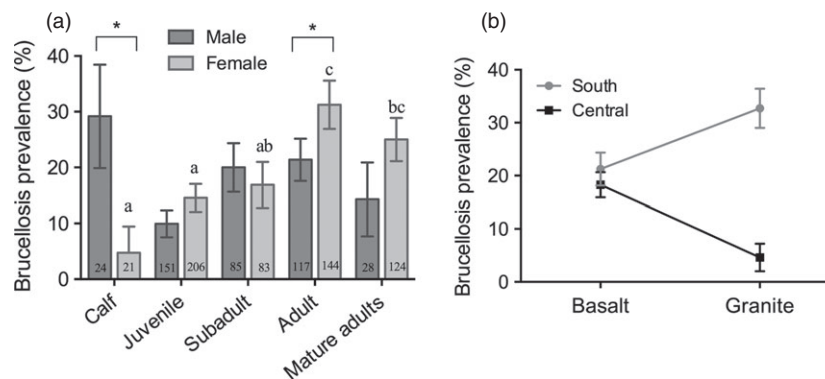 (a)
*
*
Male
Female
Brucellosis prevalence (%)
40
30
20
10
0
a
a
ab
c
bc
24
21
151
206
85
83
117
144
28
124
Calf
Juvenile
Subadult
Adult
Mature adults
(b)
Brucellosis prevalence (%)
40
30
20
10
0
South
Central
Basalt
Granite